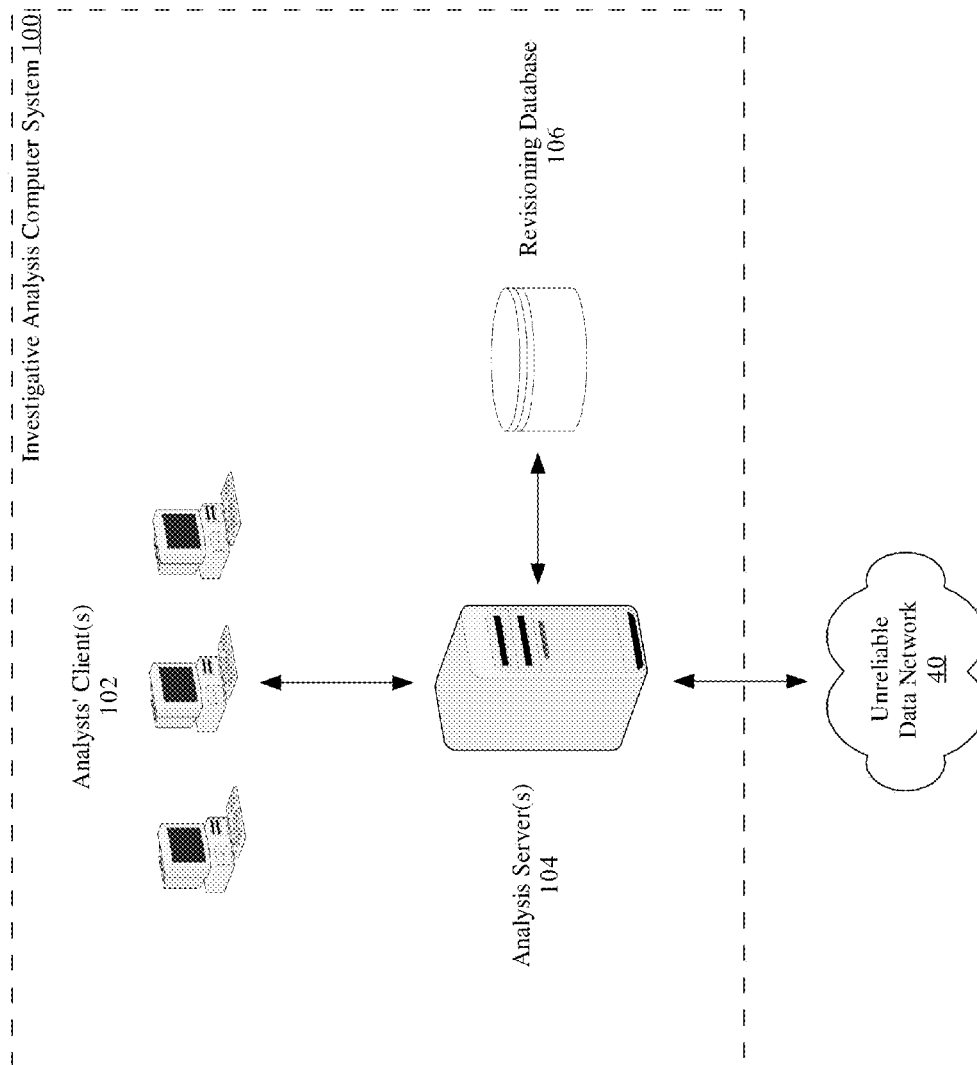 Investigative Analysis Computer System 100
Analysts' Client(s)
102
Analysis Server(s)
104
Revisioning Database
106
Unreliable
Data Network
40